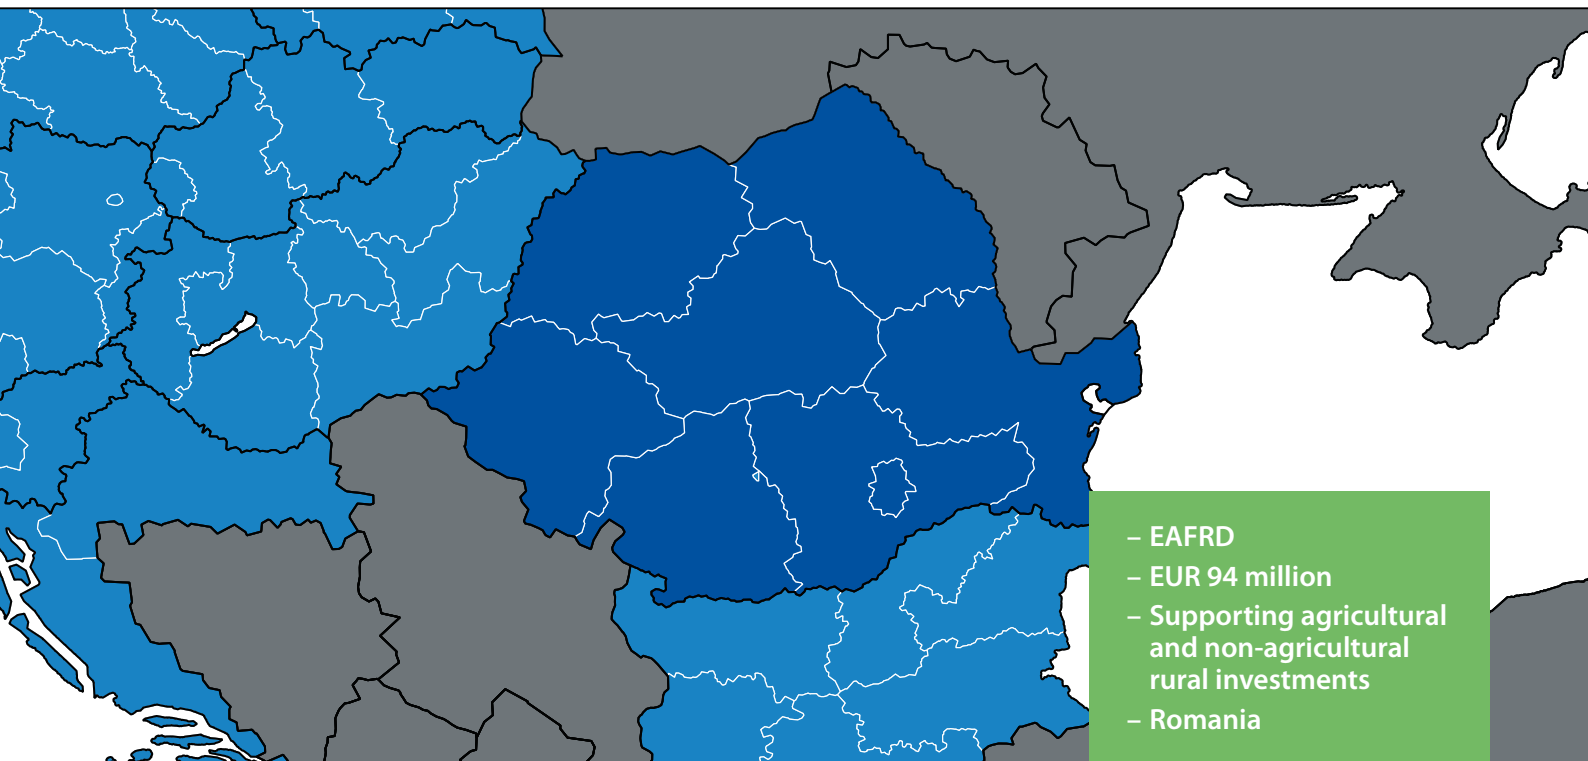 – EAFRD
– EUR 94 million
– Supporting agricultural
and non-agricultural
rural investments
– Romania